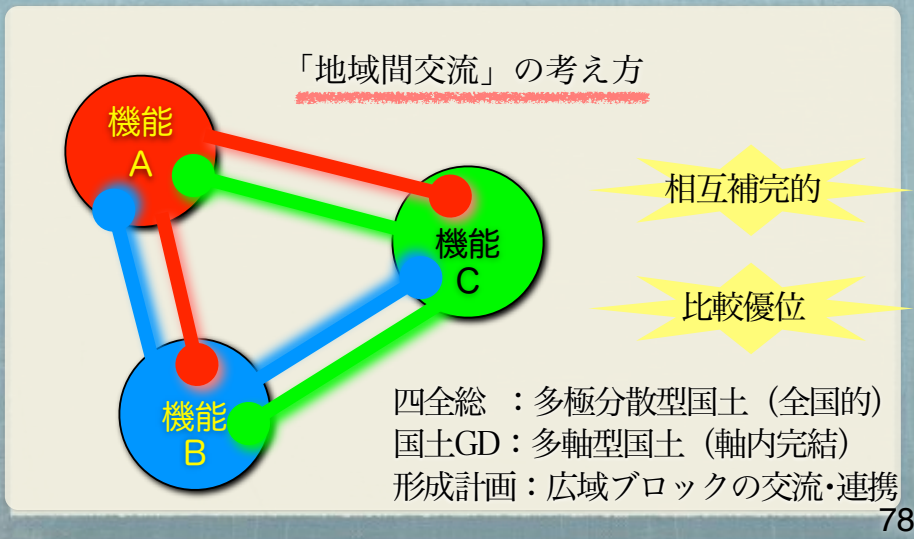 「地域間交流」の考え方
機能
A
機能
C
機能
B
相互補完的
比較優位
四全総 ：多極分散型国土（全国的）
国土GD：多軸型国土（軸内完結）
形成計画：広域ブロックの交流・連携
78